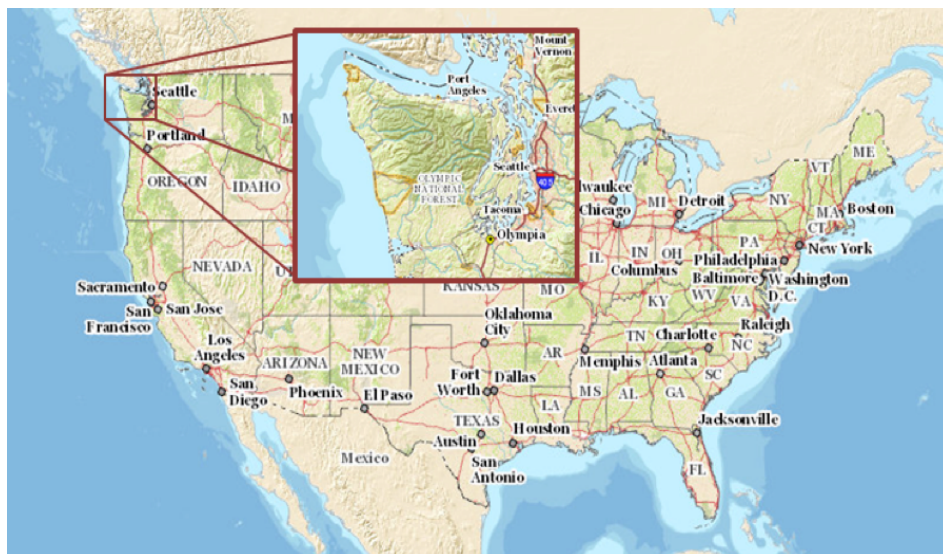 Mount
Vernon
Port
Angeles
Everet
Seattle
405
OLYMPIC
NATIONAL
FOREST
Tacoma
Olympia
Seattle
Portland
OREGON
IDAHO
M
NEVADA
U
Sacramento
San
Francisco
San Jose
Los
Angeles
San
Diego
ARIZONA
Phoenix
NEW
MEXICO
El Paso
Mexico
KANSAS
Oklahoma
City
Fort
Worth
Dallas
TEXAS
Austin
Houston
San
Antonio
MO
AR
LA
MS
AL
GA
TN
KY
IL
IN
OH
MI
lwaukee
Chicago
Detroit
Columbus
Memphis
Atlanta
Charlotte
Raleigh
NC
SC
VA
WV
PA
NY
VT
ME
MA
CT
Boston
New York
Philadelphia
Baltimore
Washington
D.C.
Jacksonville
FL